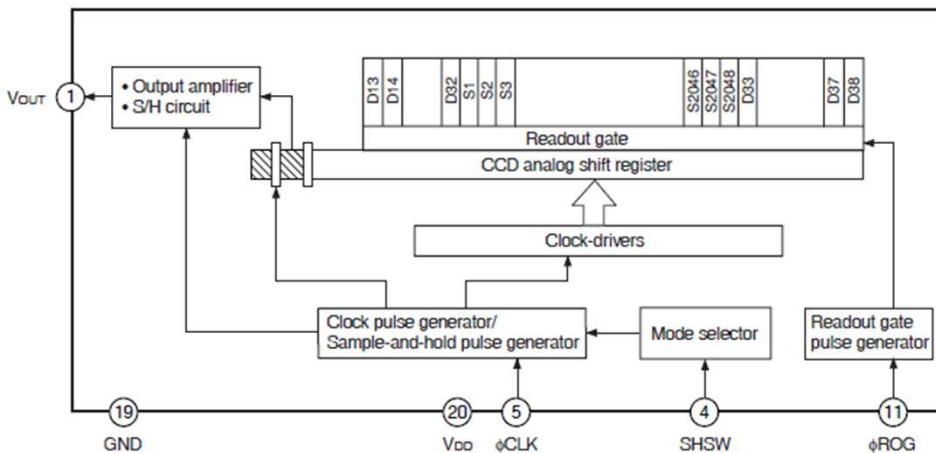 D13
D14
D32
S1
S2
S3
S2046
S2047
S2048
D33
D37
D38
• Output amplifier
• S/H circuit
VOUT
1
Readout gate
CCD analog shift register
Clock-drivers
Clock pulse generator/
Sample-and-hold pulse generator
Mode selector
Readout gate
pulse generator
19
20
5
4
11
GND
VDD
ϕCLK
SHSW
ϕROG